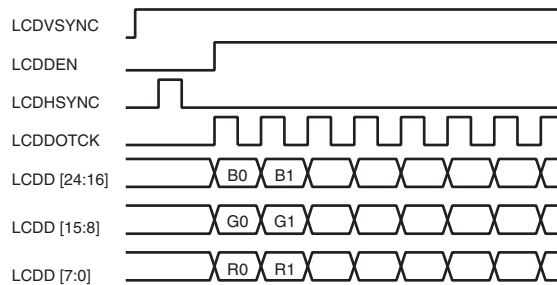 LCDVSYNC
LCDDEN
LCDHSYNC
LCDDOTCK
LCDD [24:16] B0 B1
LCDD [15:8] G0 G1
LCDD [7:0] R0 R1